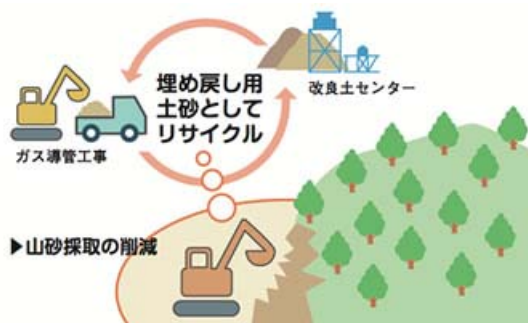 埋め戻し用
土砂として
リサイクル
改良土センター
ガス導管工事
▶山砂採取の削減